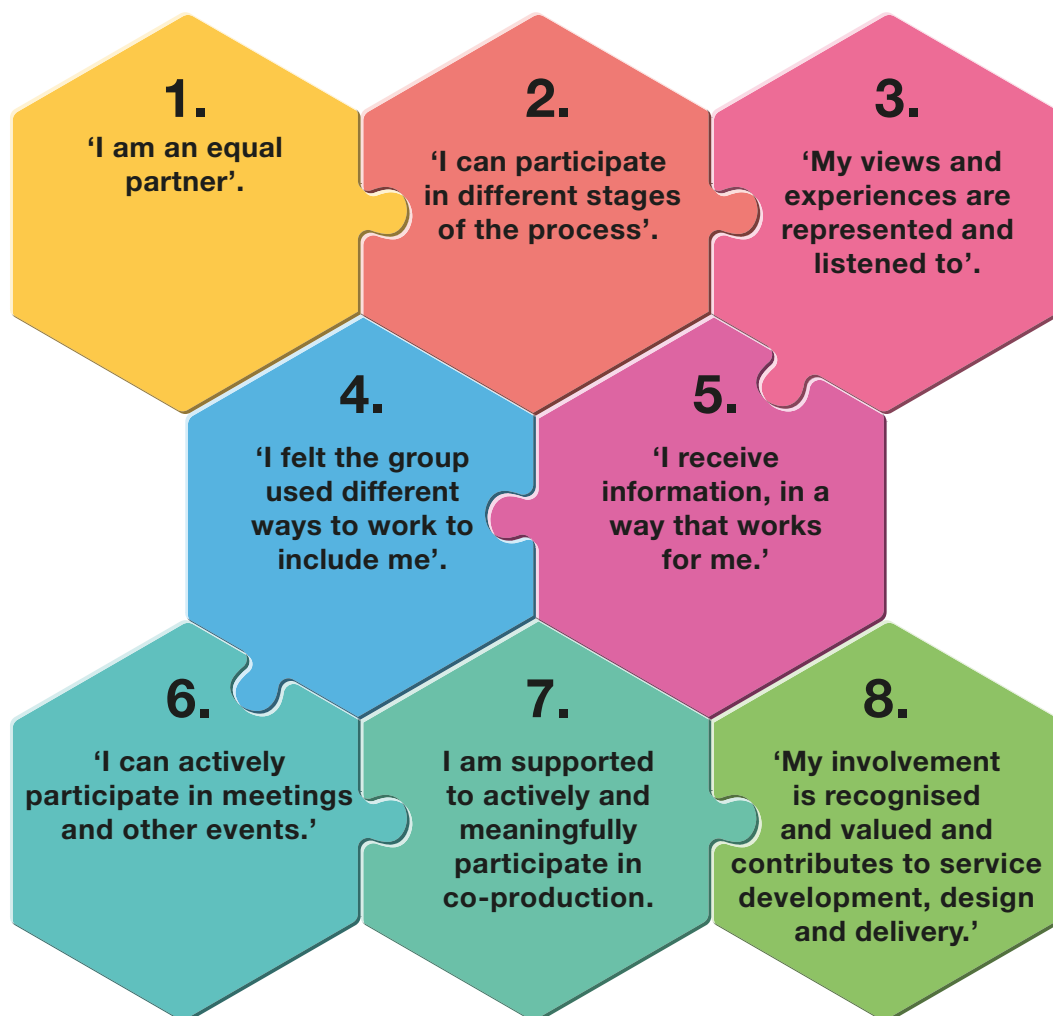 1.
‘I am an equal
partner’.
2.
‘I can participate
in different stages
of the process’.
3.
‘My views and
experiences are
represented and
listened to’.
4.
‘I felt the group
used different
ways to work to
include me’.
5.
‘I receive
information, in a
way that works
for me.’
6.
‘I can actively
participate in meetings
and other events.’
7.
I am supported
to actively and
meaningfully
participate in
co-production.
8.
‘My involvement
is recognised
and valued and
contributes to service
development, design
and delivery.’